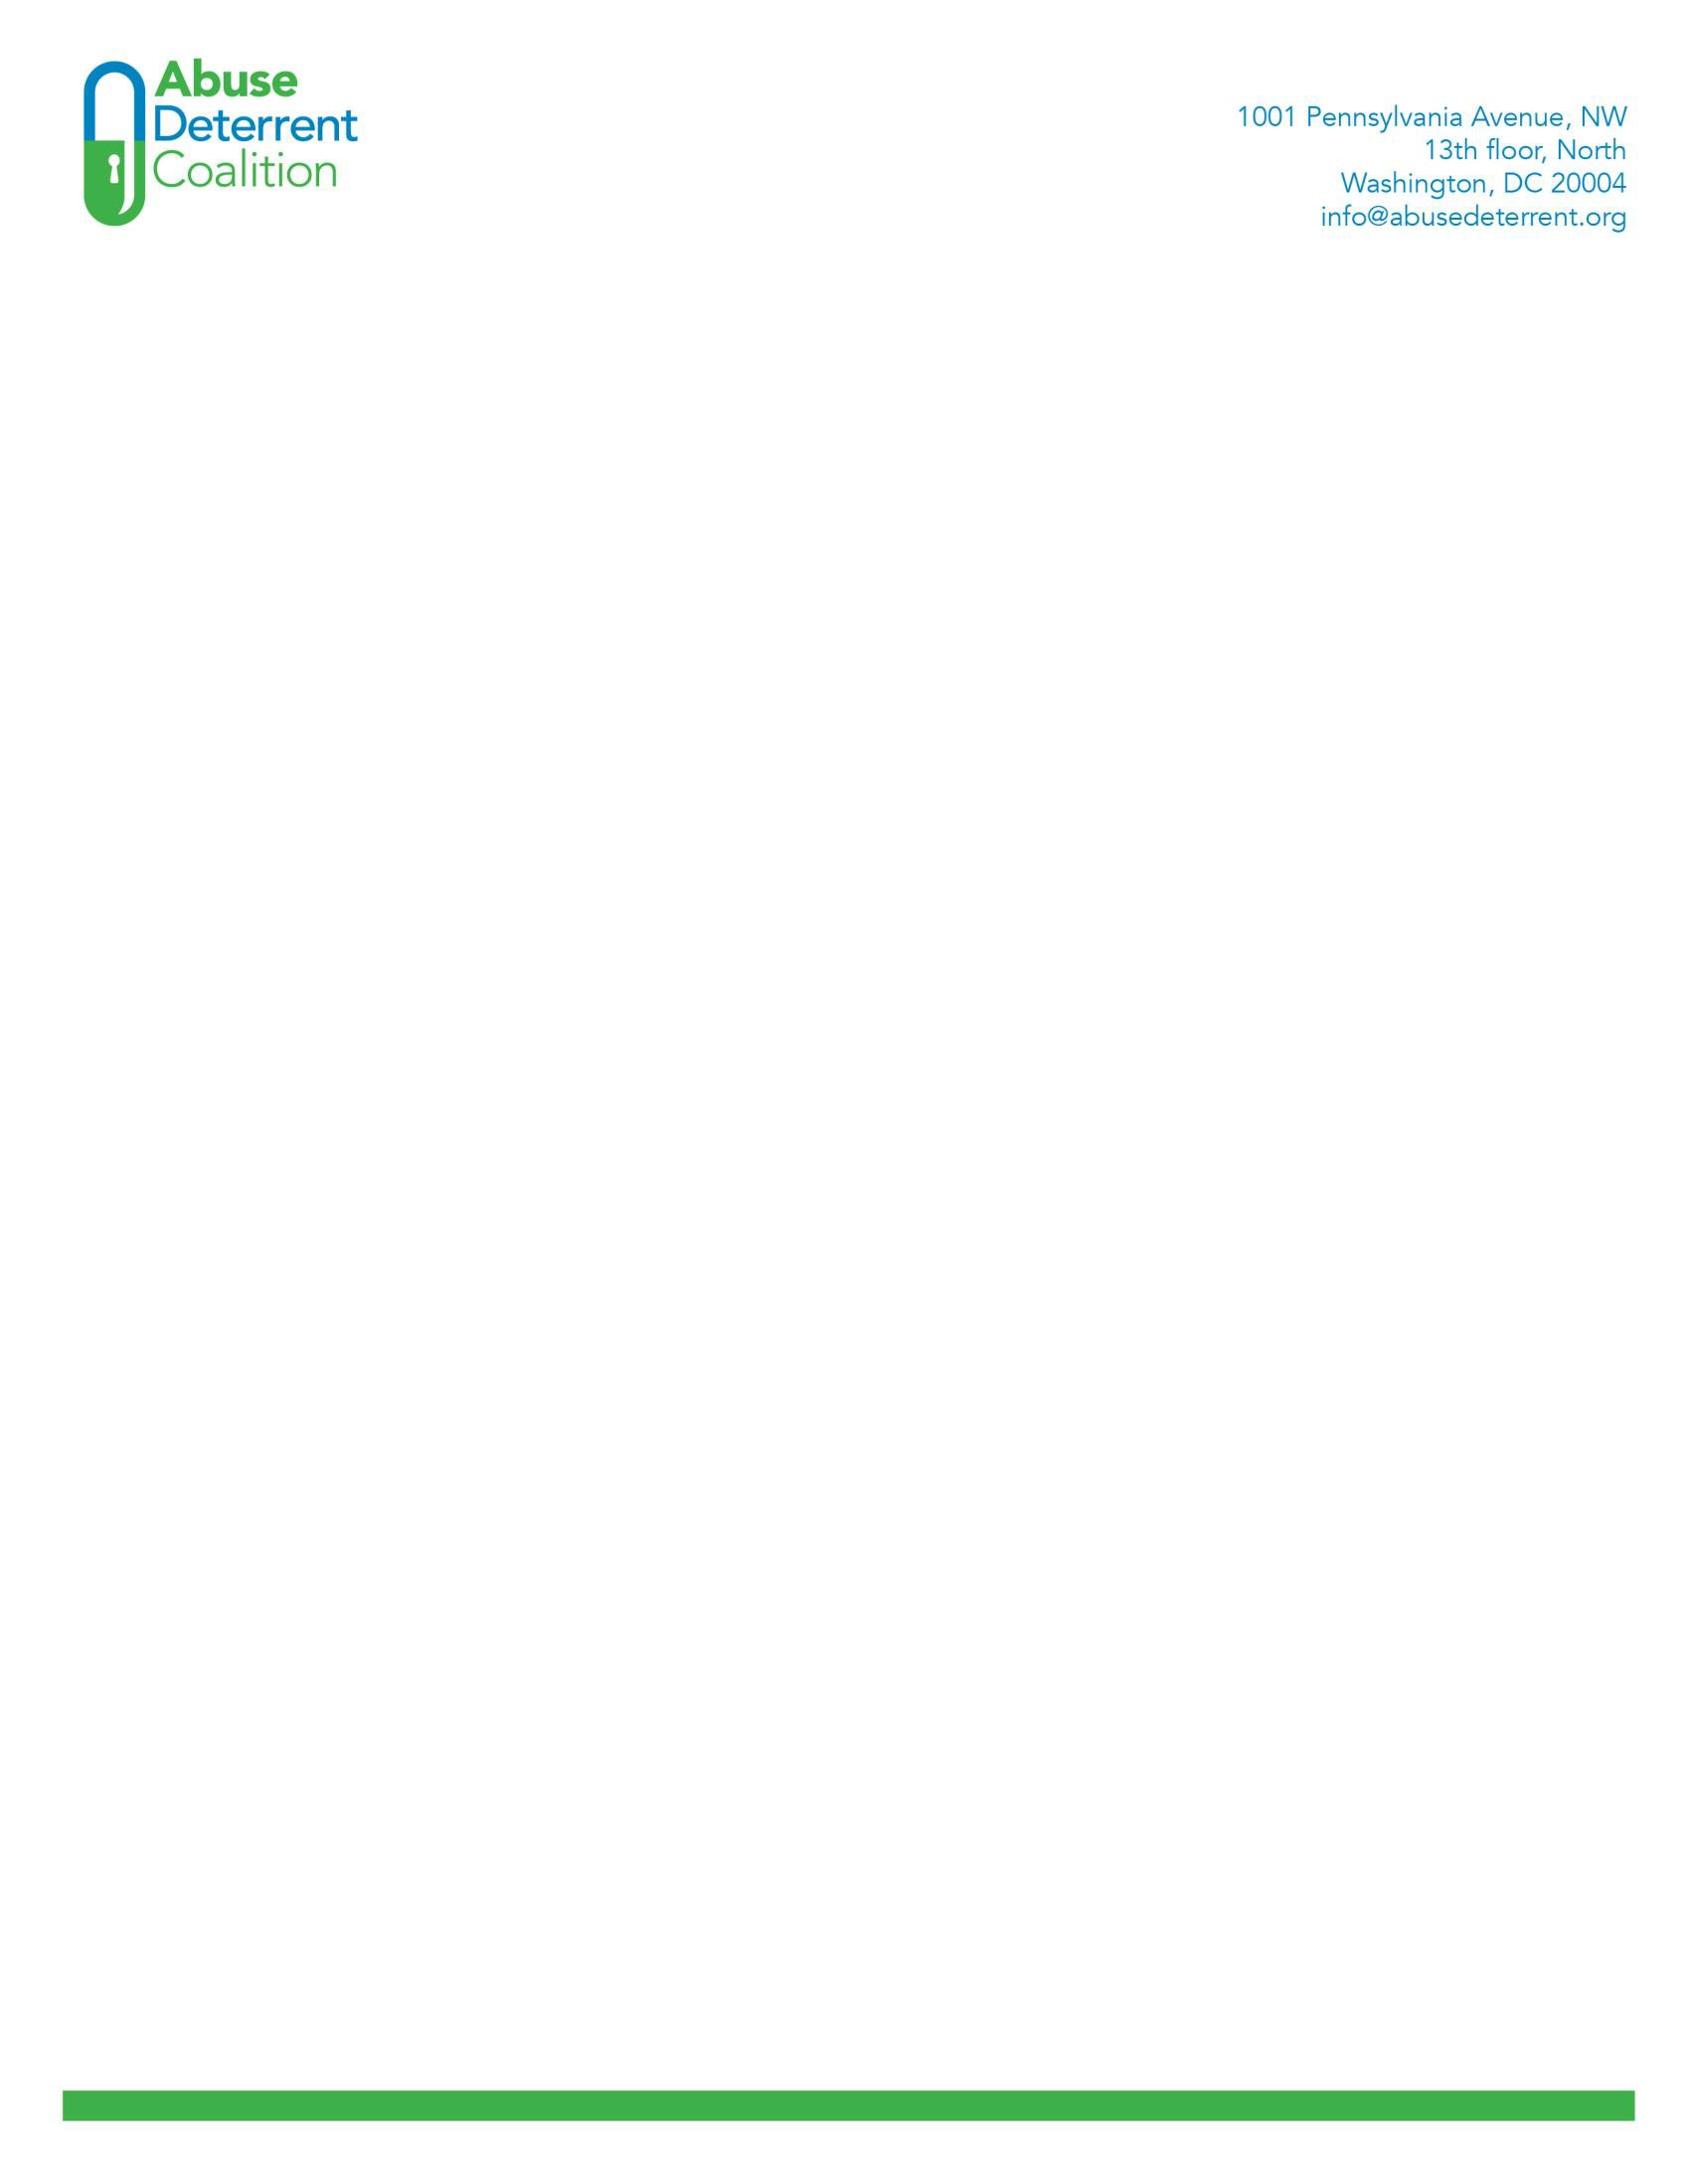 Abuse
Deterrent
Coalition
1001 Pennsylvania Avenue, NW
13th floor, North
Washington, DC 20004
info@abusedeterrent.org